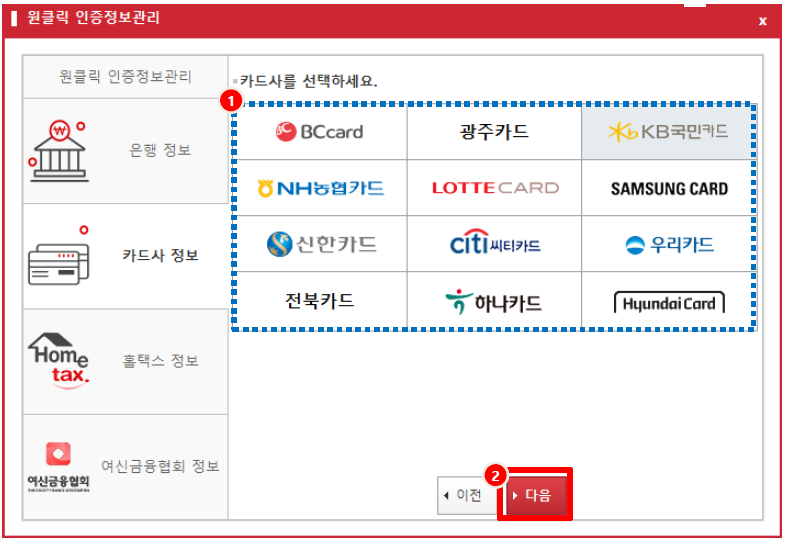 원클릭 인증정보관리
x
원클릭 인증정보관리
은행 정보
카드사 정보
Home
tax.
홈택스 정보
여신금융협회
여신금융협회 정보
카드사를 선택하세요.
1
BCcard
광주카드
KB국민카드
NH농협카드
LOTTE CARD
SAMSUNG CARD
신한카드
citi 씨티카드
우리카드
전북카드
하나카드
Hyundai Card
이전
2
다음